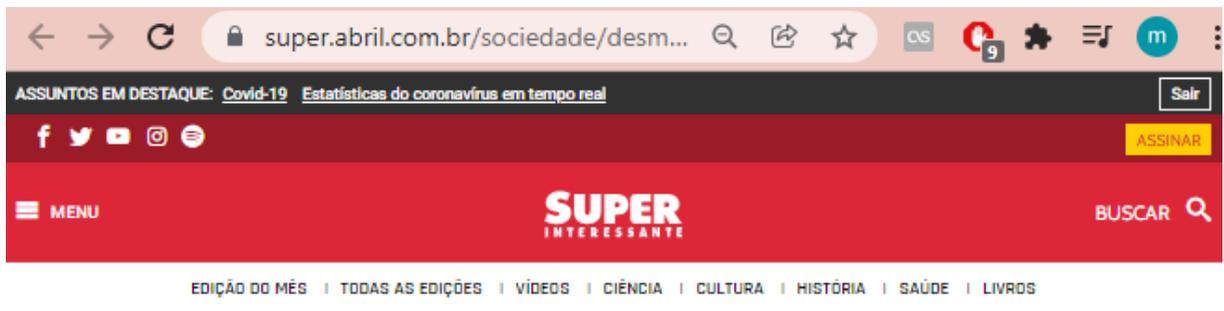 super.abril.com.br/sociedade/desm...
9
m
ASSUNTOS EM DESTAQUE: Covid-19 Estatísticas do coronavírus em tempo real Sair
ASSINAR
MENU SUPER INTERESSANTE BUSCAR
EDIÇÃO DO MÊS | TODAS AS EDIÇÕES | VÍDEOS | CIÊNCIA | CULTURA | HISTÓRIA | SAÚDE | LIVROS